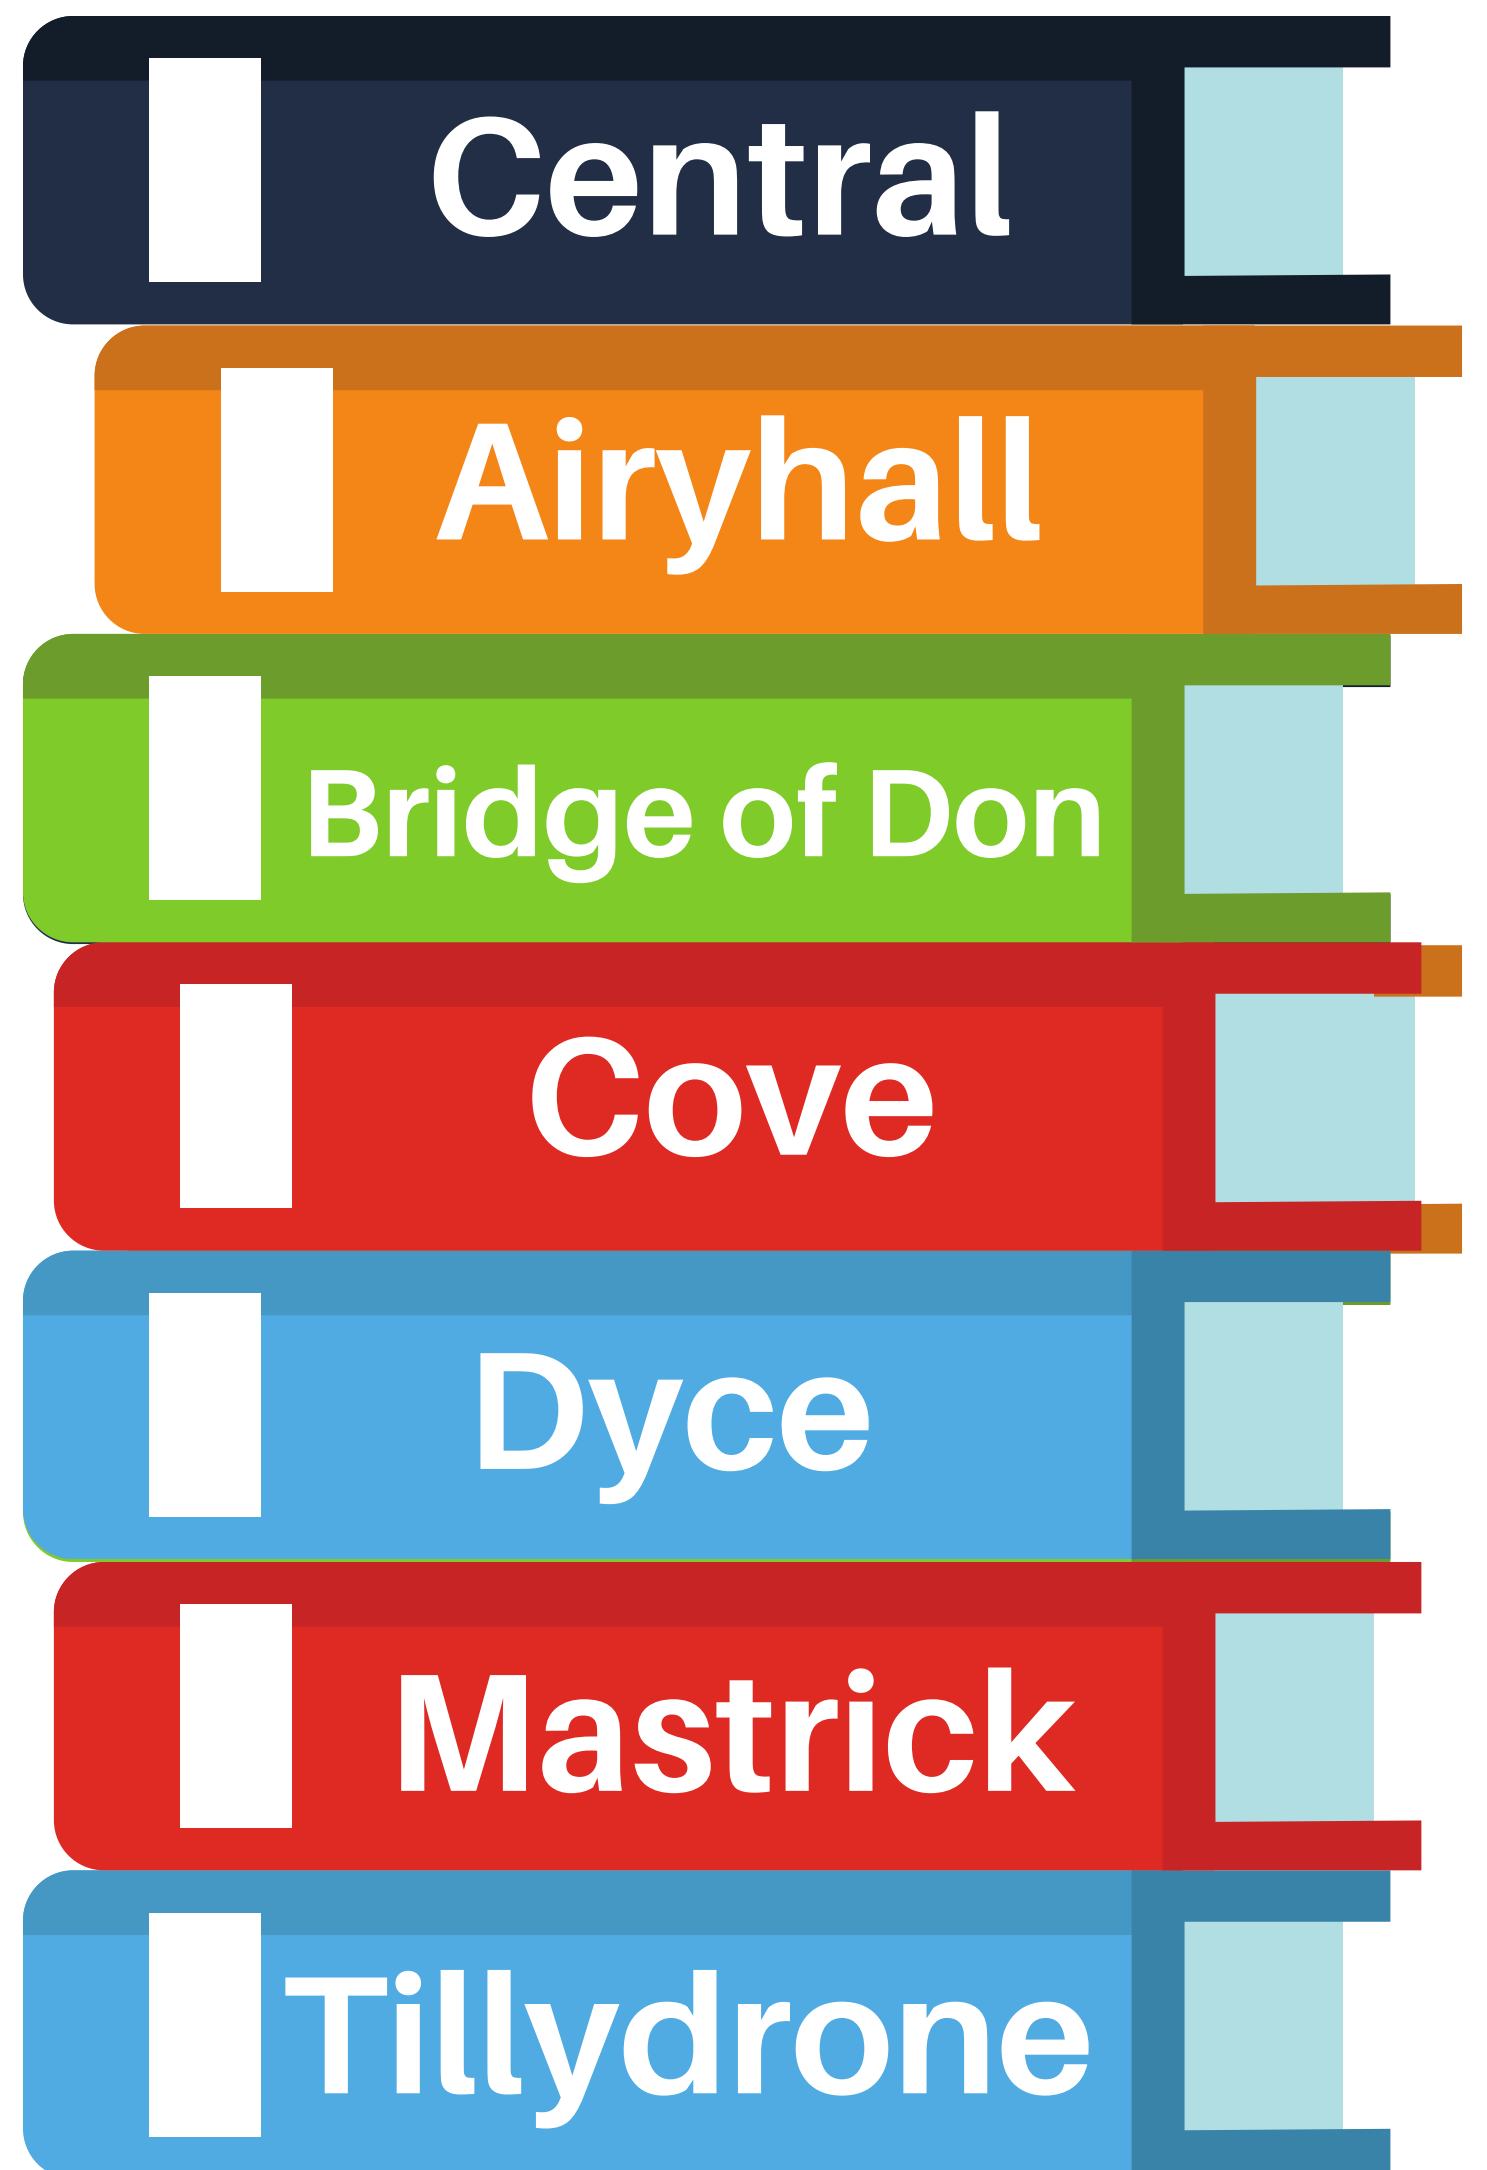 Central
Airyhall
Bridge of Don
Cove
Dyce
Mastrick
Tillydrone